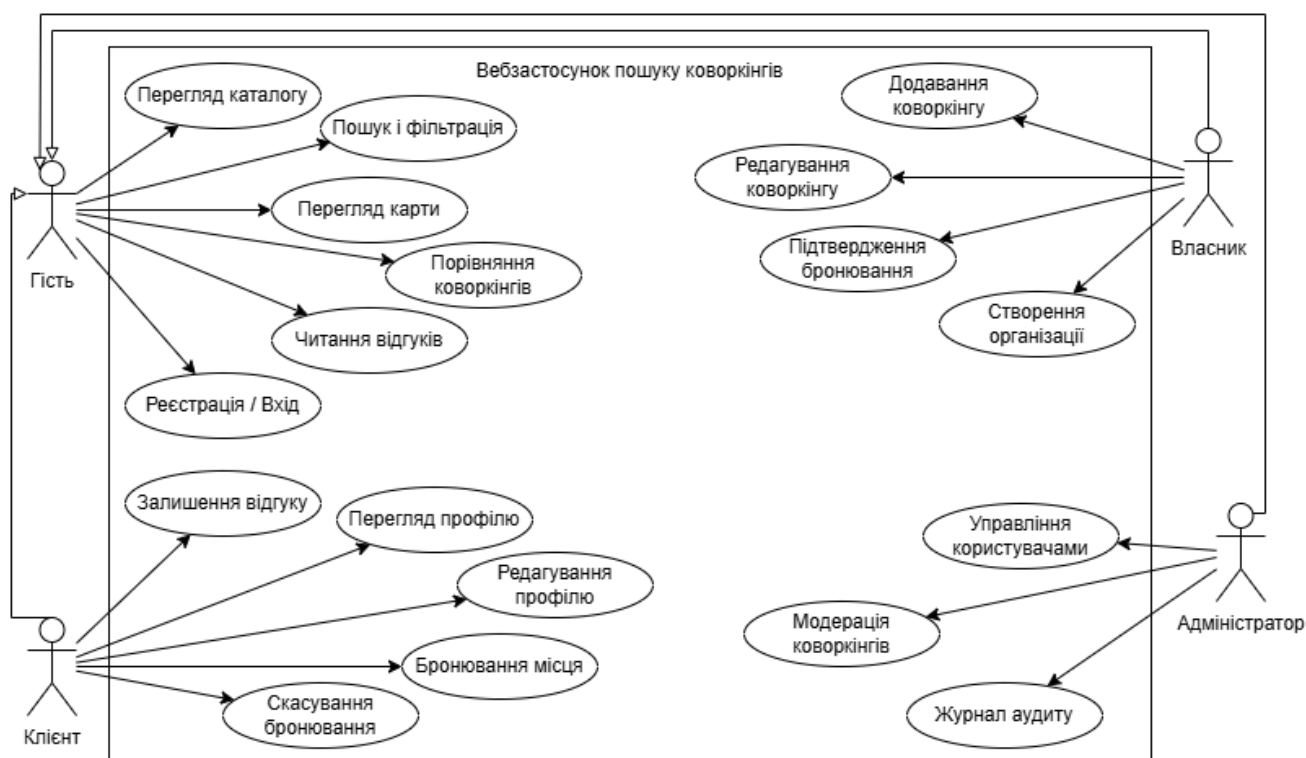 Вебзастосунок пошуку коворкінгів
Перегляд каталогу
Пошук і фільтрація
Перегляд карти
Порівняння
коворкінгів
Читання відгуків
Реєстрація / Вхід
Гість
Додавання
коворкінгу
Редагування
коворкінгу
Підтвердження
бронювання
Створення
організації
Власник
Залишення відгуку
Перегляд профілю
Редагування
профілю
Бронювання місця
Скасування
бронювання
Клієнт
Управління
користувачами
Модерація
коворкінгів
Журнал аудиту
Адміністратор